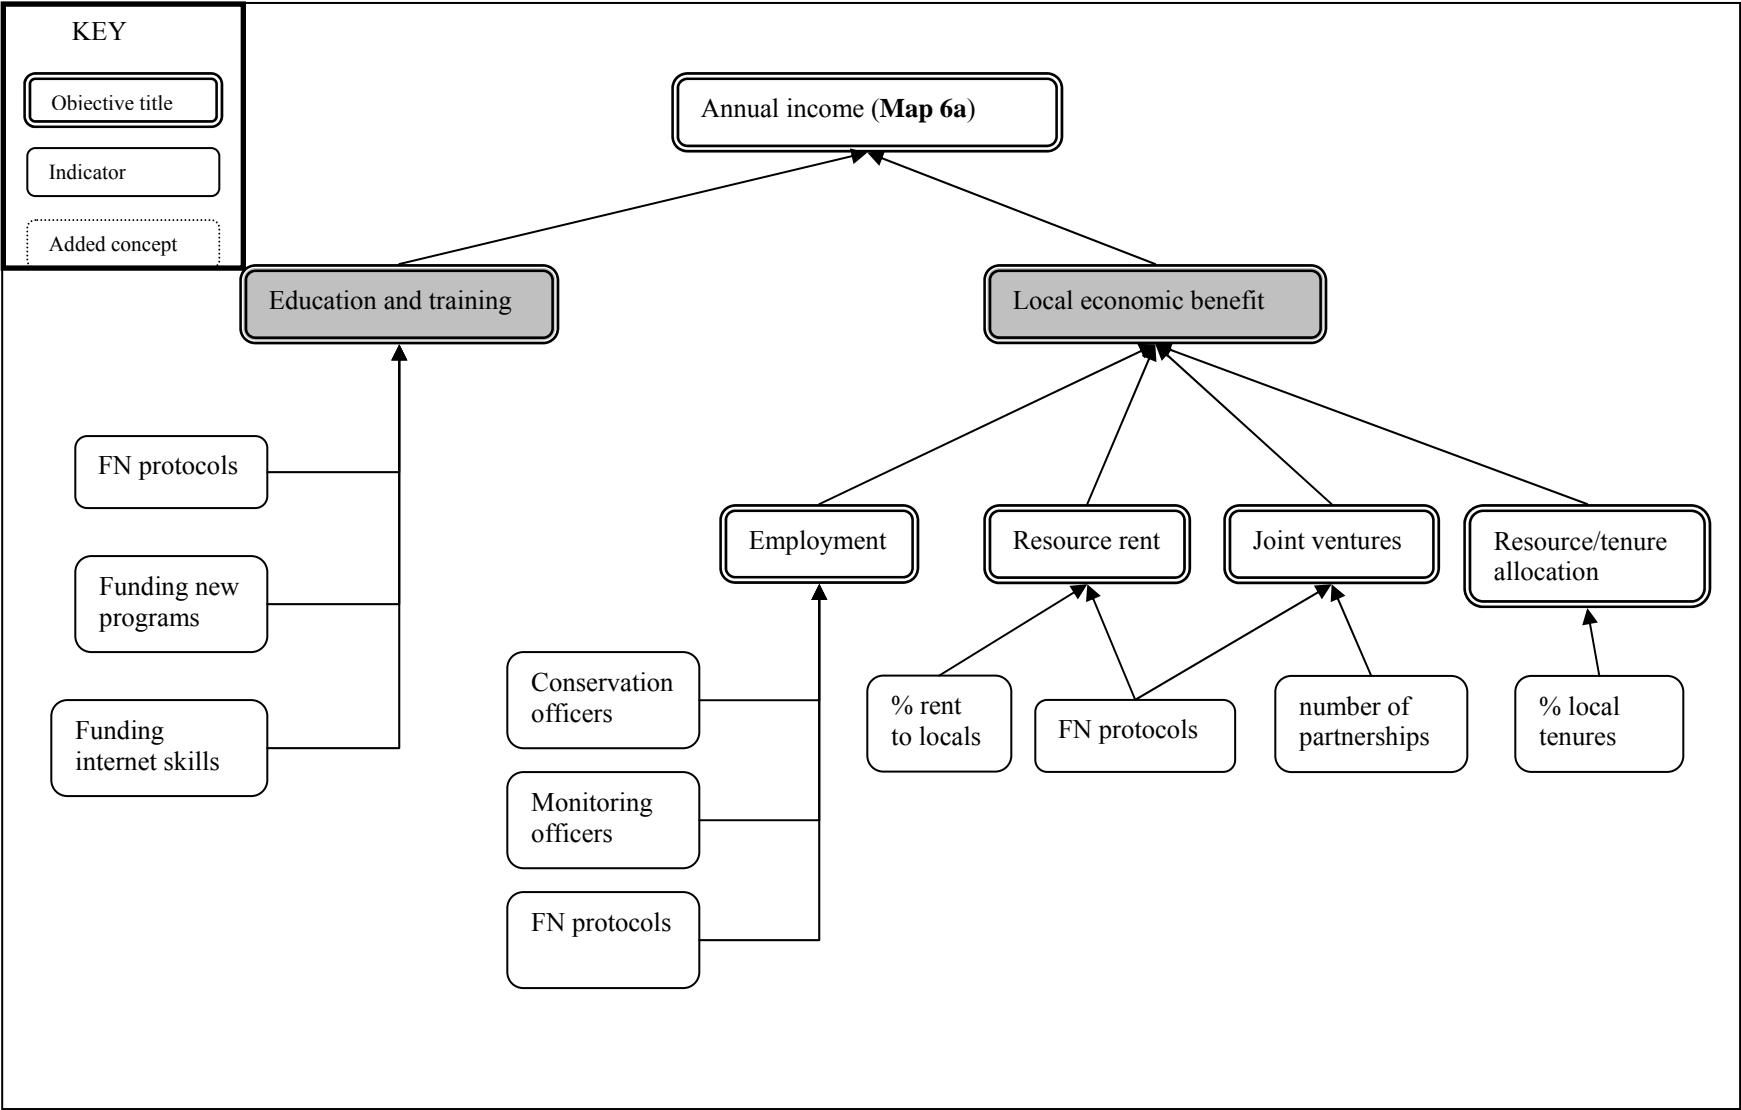 KEY
Obiective title
Indicator
Added concept
Annual income (Map 6a)
Education and training
Local economic benefit
FN protocols
Funding new
programs
Funding
internet skills
Employment
Resource rent
Joint ventures
Resource/tenure
allocation
Conservation
officers
Monitoring
officers
FN protocols
% rent
to locals
FN protocols
number of
partnerships
% local
tenures